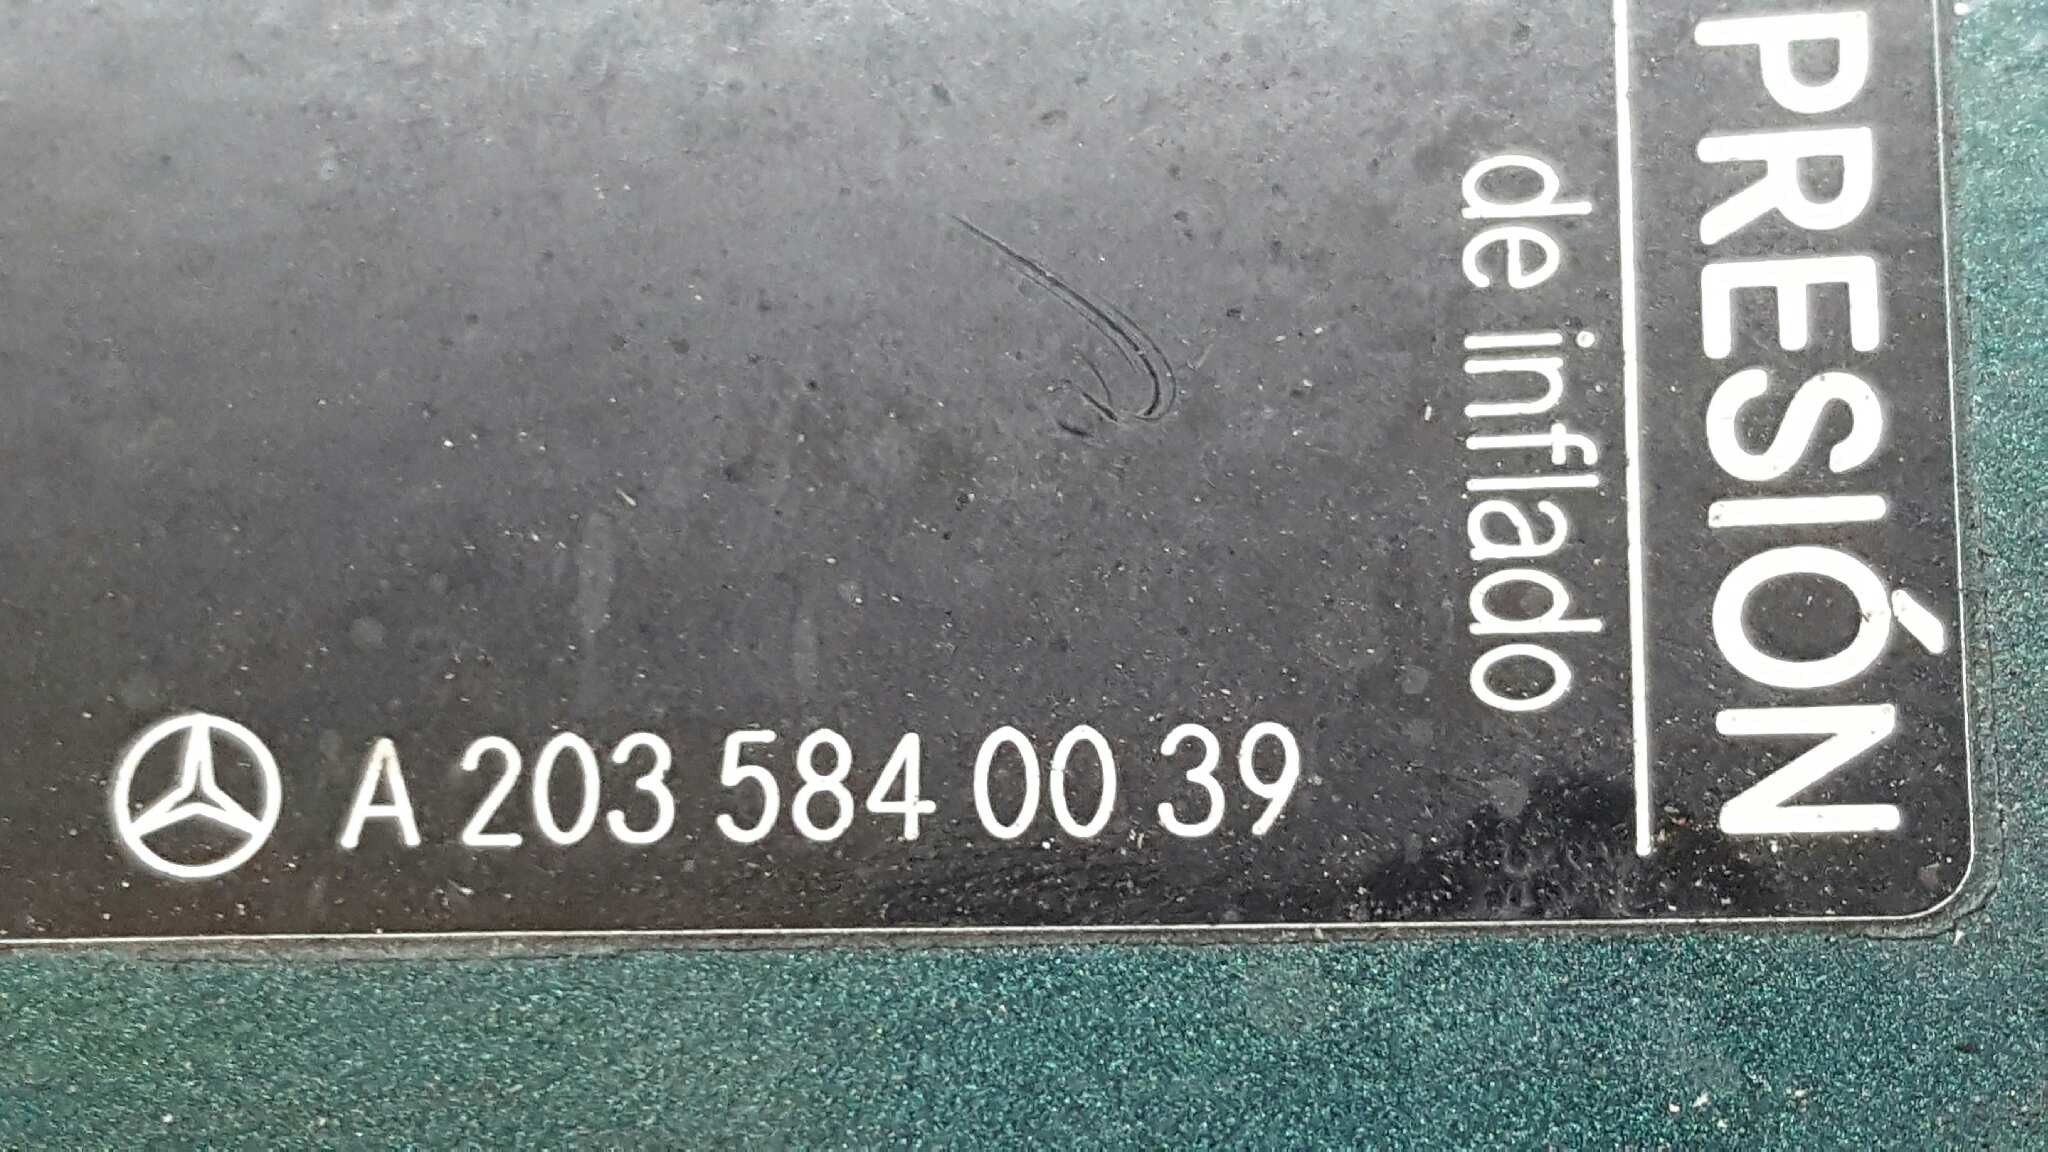 PRESIÓN
de inflado
A 203 584 00 39